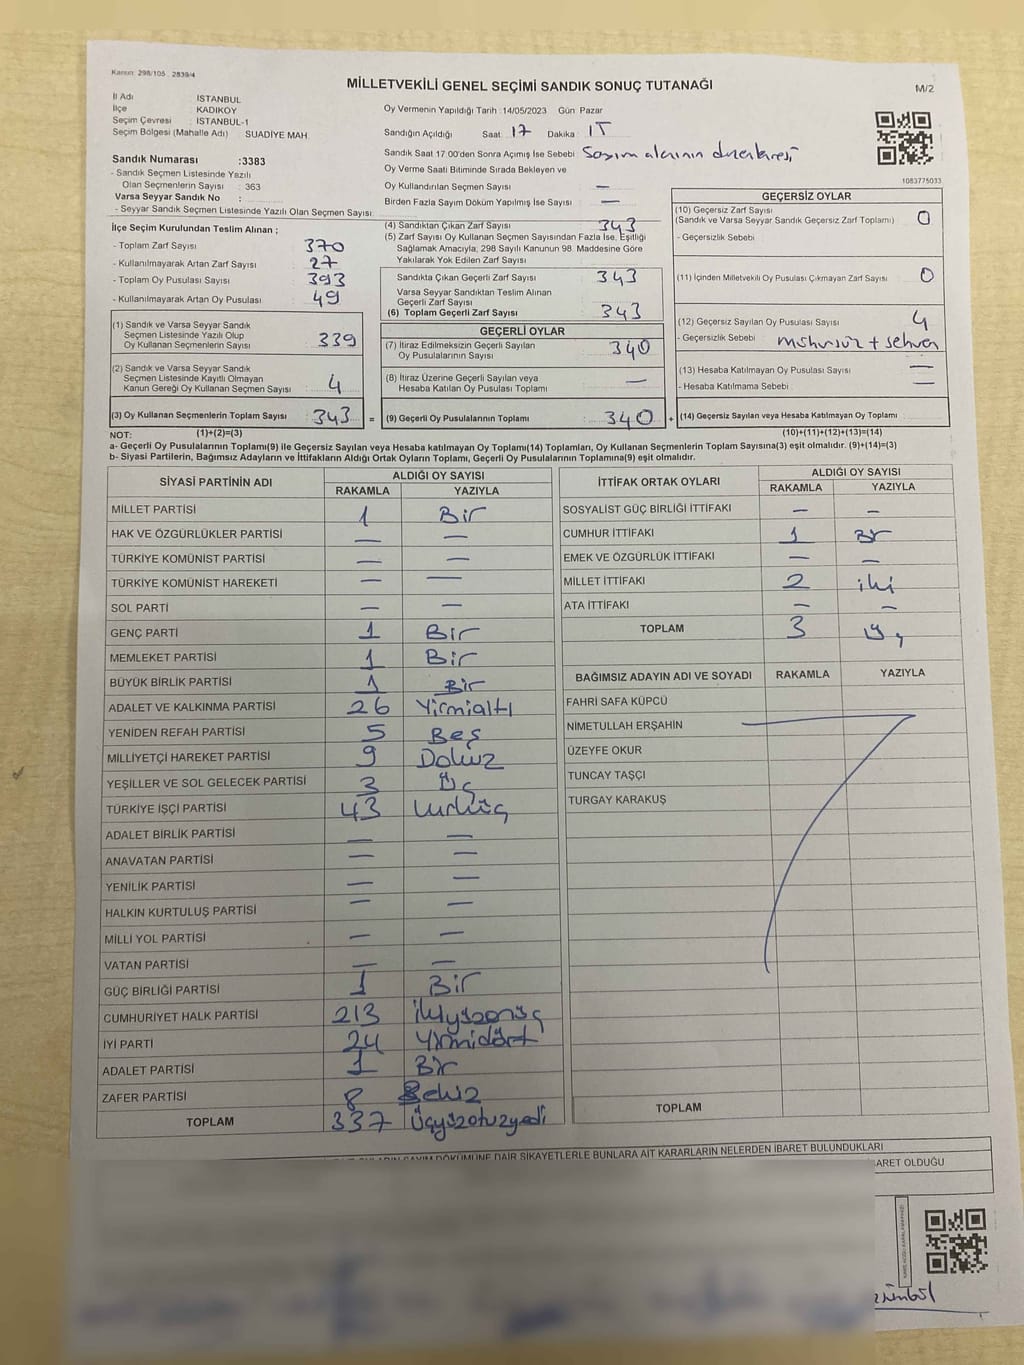 Kanun: 298/105 . 2839/4
MİLLETVEKİLİ GENEL SEÇİMİ SANDIK SONUÇ TUTANAĞI
M/2
İl Adı İSTANBUL
İlçe KADIKÖY
Seçim Çevresi : İSTANBUL-1
Seçim Bölgesi (Mahalle Adı) SUADİYE MAH.
Oy Vermenin Yapıldığı Tarih : 14/05/2023 Gün Pazar
Sandığın Açıldığı Saat: 17 Dakika
Sandık Saat 17.00'den Sonra Açımış İse Sebebi Sayım alanının
Oy Verme Saati Bitiminde Sırada Bekleyen ve
Oy Kullandırılan Seçmen Sayısı —
Birden Fazla Sayım Döküm Yapılmış İse Sayısı —
1083775033
Sandık Numarası :3383
- Sandık Seçmen Listesinde Yazılı
Olan Seçmenlerin Sayısı : 363
Varsa Seyyar Sandık No :
- Seyyar Sandık Seçmen Listesinde Yazılı Olan Seçmen Sayısı:
İlçe Seçim Kurulundan Teslim Alınan ;
- Toplam Zarf Sayısı : 370
- Kullanılmayarak Artan Zarf Sayısı : 27
- Toplam Oy Pusulası Sayısı : 393
- Kullanılmayarak Artan Oy Pusulası : 49
(1) Sandık ve Varsa Seyyar Sandık
Seçmen Listesinde Yazılı Olup
Oy Kullanan Seçmenlerin Sayısı : 339
(2) Sandık ve Varsa Seyyar Sandık
Seçmen Listesinde Kayıtlı Olmayan
Kanun Gereği Oy Kullanan Seçmen Sayısı : 4
(3) Oy Kullanan Seçmenlerin Toplam Sayısı : 343 =
(1)+(2)=(3)
(4) Sandıktan Çıkan Zarf Sayısı : 343
(5) Zarf Sayısı Oy Kullanan Seçmen Sayısından Fazla İse, Eşitliği
Sağlamak Amacıyla, 298 Sayılı Kanunun 98. Maddesine Göre
Yakılarak Yok Edilen Zarf Sayısı :
Sandıkta Çıkan Geçerli Zarf Sayısı : 343
Varsa Seyyar Sandıktan Teslim Alınan
Geçerli Zarf Sayısı :
(6) Toplam Geçerli Zarf Sayısı : 343
GEÇERLİ OYLAR
(7) İtiraz Edilmeksizin Geçerli Sayılan
Oy Pusulalarının Sayısı : 340
(8) İtiraz Üzerine Geçerli Sayılan veya
Hesaba Katılan Oy Pusulası Toplamı : —
(9) Geçerli Oy Pusulalarının Toplamı : 340 +
GEÇERSİZ OYLAR
(10) Geçersiz Zarf Sayısı
(Sandık ve Varsa Seyyar Sandık Geçersiz Zarf Toplamı) : 0
- Geçersizlik Sebebi :
(11) İçinden Milletvekili Oy Pusulası Çıkmayan Zarf Sayısı : 0
(12) Geçersiz Sayılan Oy Pusulası Sayısı : 4
- Geçersizlik Sebebi : mühürsüz +
(13) Hesaba Katılmayan Oy Pusulası Sayısı : —
- Hesaba Katılmama Sebebi : —
(14) Geçersiz Sayılan veya Hesaba Katılmayan Oy Toplamı :
(10)+(11)+(12)+(13)=(14)
NOT:
a- Geçerli Oy Pusulalarının Toplamı(9) ile Geçersiz Sayılan veya Hesaba katılmayan Oy Toplamı(14) Toplamları, Oy Kullanan Seçmenlerin Toplam Sayısına(3) eşit olmalıdır. (9)+(14)=(3)
b- Siyasi Partilerin, Bağımsız Adayların ve İttifakların Aldığı Ortak Oyların Toplamı, Geçerli Oy Pusulalarının Toplamına(9) eşit olmalıdır.
SİYASİ PARTİNİN ADI ALDIĞI OY SAYISI
RAKAMLA YAZIYLA
MİLLET PARTİSİ 1 Bir
HAK VE ÖZGÜRLÜKLER PARTİSİ — —
TÜRKİYE KOMÜNİST PARTİSİ — —
TÜRKİYE KOMÜNİST HAREKETİ — —
SOL PARTİ — —
GENÇ PARTİ 1 Bir
MEMLEKET PARTİSİ 1 Bir
BÜYÜK BİRLİK PARTİSİ 1 Bir
ADALET VE KALKINMA PARTİSİ 26 Yirmialtı
YENİDEN REFAH PARTİSİ 5 Beş
MİLLİYETÇİ HAREKET PARTİSİ 9 Dokuz
YEŞİLLER VE SOL GELECEK PARTİSİ 3 Üç
TÜRKİYE İŞÇİ PARTİSİ 43 kırküç
ADALET BİRLİK PARTİSİ — —
ANAVATAN PARTİSİ — —
YENİLİK PARTİSİ — —
HALKIN KURTULUŞ PARTİSİ — —
MİLLİ YOL PARTİSİ — —
VATAN PARTİSİ — —
GÜÇ BİRLİĞİ PARTİSİ 1 Bir
CUMHURİYET HALK PARTİSİ 213 ikiyüzonüç
İYİ PARTİ 24 Yirmidört
ADALET PARTİSİ 1 Bir
ZAFER PARTİSİ 8 Sekiz
TOPLAM 337 Üçyüzotuzyedi
İTTİFAK ORTAK OYLARI ALDIĞI OY SAYISI
RAKAMLA YAZIYLA
SOSYALİST GÜÇ BİRLİĞİ İTTİFAKI — —
CUMHUR İTTİFAKI 1 Bir
EMEK VE ÖZGÜRLÜK İTTİFAKI — —
MİLLET İTTİFAKI 2 iki
ATA İTTİFAKI — —
TOPLAM 3 üç
BAĞIMSIZ ADAYIN ADI VE SOYADI RAKAMLA YAZIYLA
FAHRİ SAFA KÜPCÜ
NİMETULLAH ERŞAHİN
ÜZEYFE OKUR
TUNCAY TAŞÇI
TURGAY KARAKUŞ
TOPLAM
DÖKÜMÜNE DAİR ŞİKAYETLERLE BUNLARA AİT KARARLARIN NELERDEN İBARET BULUNDUKLARI
BARET OLDUĞU